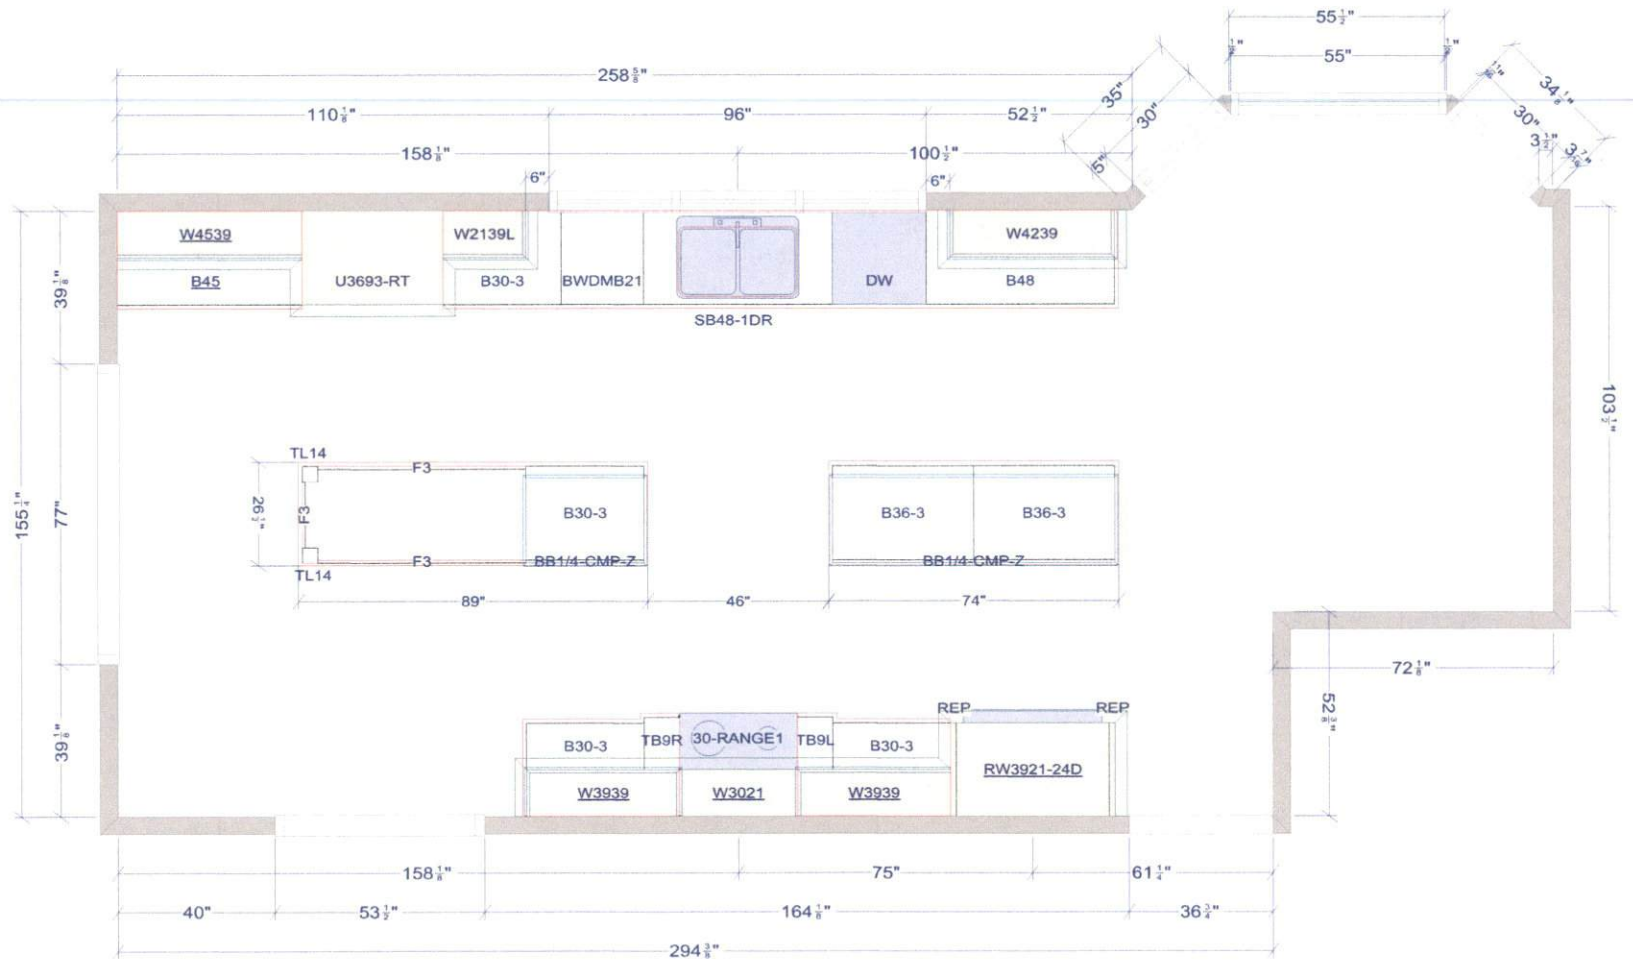 55 1/2"
1/4" 55" 1/4"
258 5/8"
35"
30"
5"
11/16"
34 1/8"
30"
3 1/2"
3 7/16"
110 1/8" 96" 52 1/2"
158 1/8" 100 1/2"
6" 6"
W4539 W2139L W4239
B45 U3693-RT B30-3 BWDMB21 DW B48
SB48-1DR
39 1/8"
155 1/4"
77"
39 1/8"
103 1/2"
TL14 F3
26 1/2" F3 B30-3 B36-3 B36-3
TL14 F3 BB1/4-CMP-Z BB1/4-CMP-Z
89" 46" 74"
72 1/8"
52 3/8"
REP REP
B30-3 TB9R 30-RANGE1 TB9L B30-3
RW3921-24D
W3939 W3021 W3939
158 1/8" 75" 61 1/4"
40" 53 1/2" 164 1/8" 36 3/4"
294 3/8"